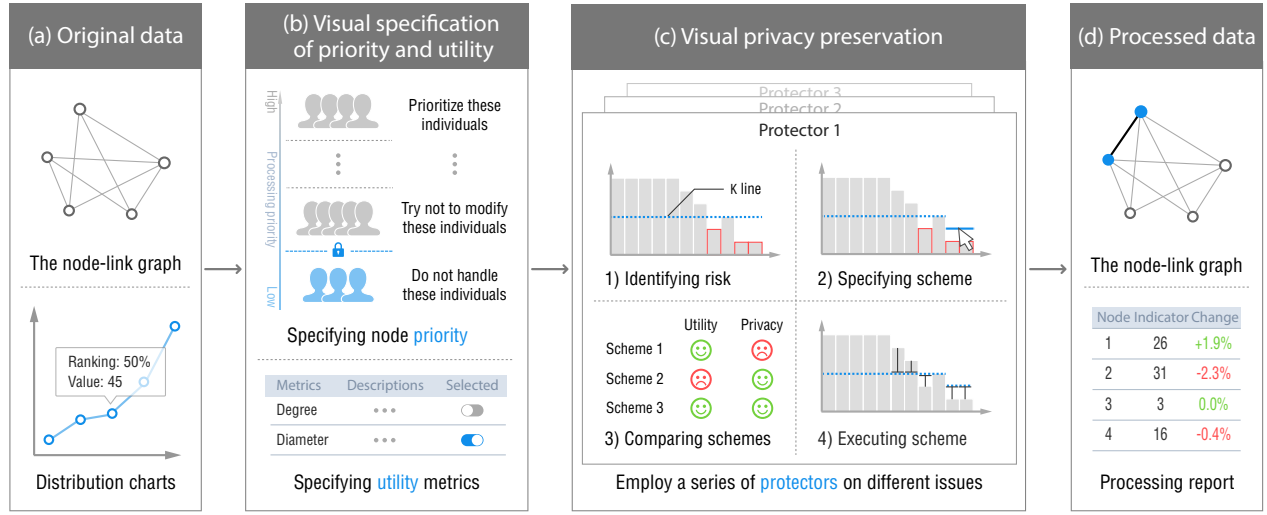 (a) Original data
The node-link graph
Ranking: 50%
Value: 45
Distribution charts
(b) Visual specification
of priority and utility
High
Processing priority
Low
Prioritize these
individuals
Try not to modify
these individuals
Do not handle
these individuals
Specifying node priority
Metrics Descriptions Selected
Degree
Diameter
Specifying utility metrics
(c) Visual privacy preservation
Protector 3
Protector 2
Protector 1
K line
1) Identifying risk
2) Specifying scheme
Utility Privacy
Scheme 1
Scheme 2
Scheme 3
3) Comparing schemes
4) Executing scheme
Employ a series of protectors on different issues
(d) Processed data
The node-link graph
Node Indicator Change
1 26 +1.9%
2 31 -2.3%
3 3 0.0%
4 16 -0.4%
Processing report